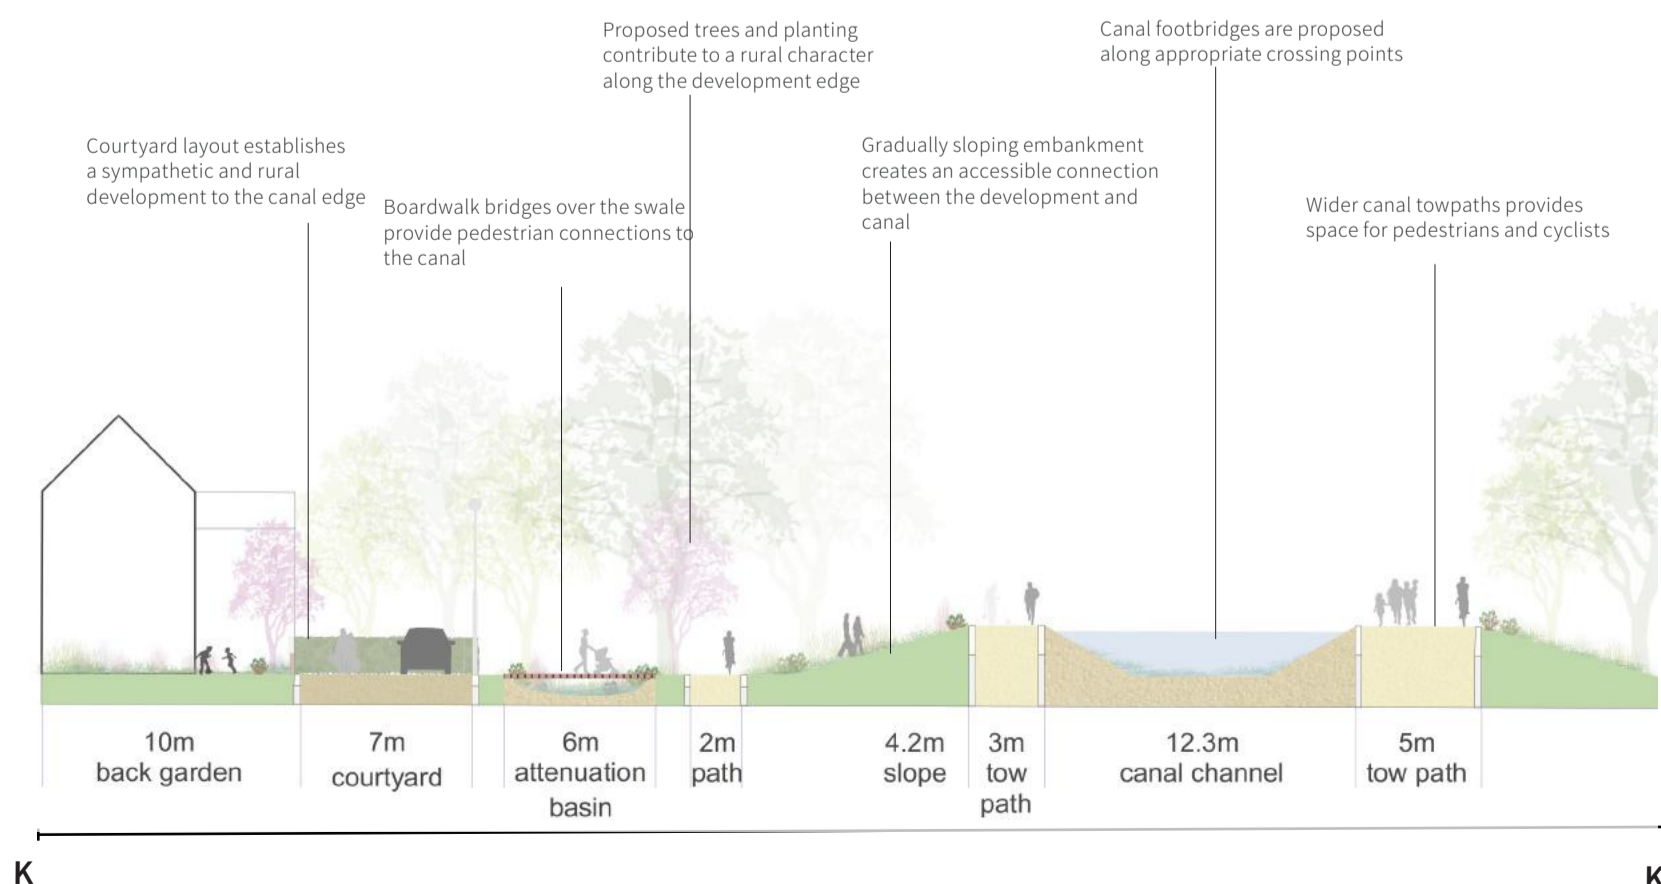 Proposed trees and planting
contribute to a rural character
along the development edge
Canal footbridges are proposed
along appropriate crossing points
Courtyard layout establishes
a sympathetic and rural
development to the canal edge
Boardwalk bridges over the swale
provide pedestrian connections to
the canal
Gradually sloping embankment
creates an accessible connection
between the development and
canal
Wider canal towpaths provides
space for pedestrians and cyclists
10m
back garden
7m
courtyard
6m
attenuation
basin
2m
path
4.2m
slope
3m
tow
path
12.3m
canal channel
5m
tow path
K
K